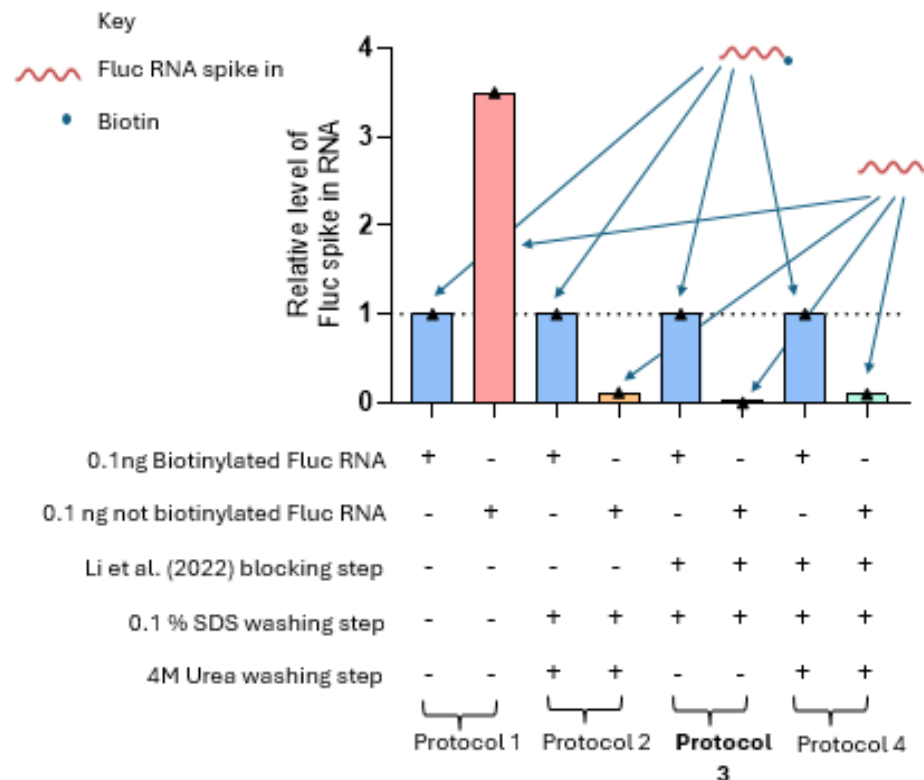 Key
Fluc RNA spike in
Biotin
Relative level of
Fluc spike in RNA
4
3
2
1
0
0.1ng Biotinylated Fluc RNA + - + - + - + -
0.1 ng not biotinylated Fluc RNA - + - + - + - +
Li et al. (2022) blocking step - - - - + + + +
0.1 % SDS washing step - - + + + + + +
4M Urea washing step - - + + - - + +
Protocol 1 Protocol 2 Protocol Protocol 4
3